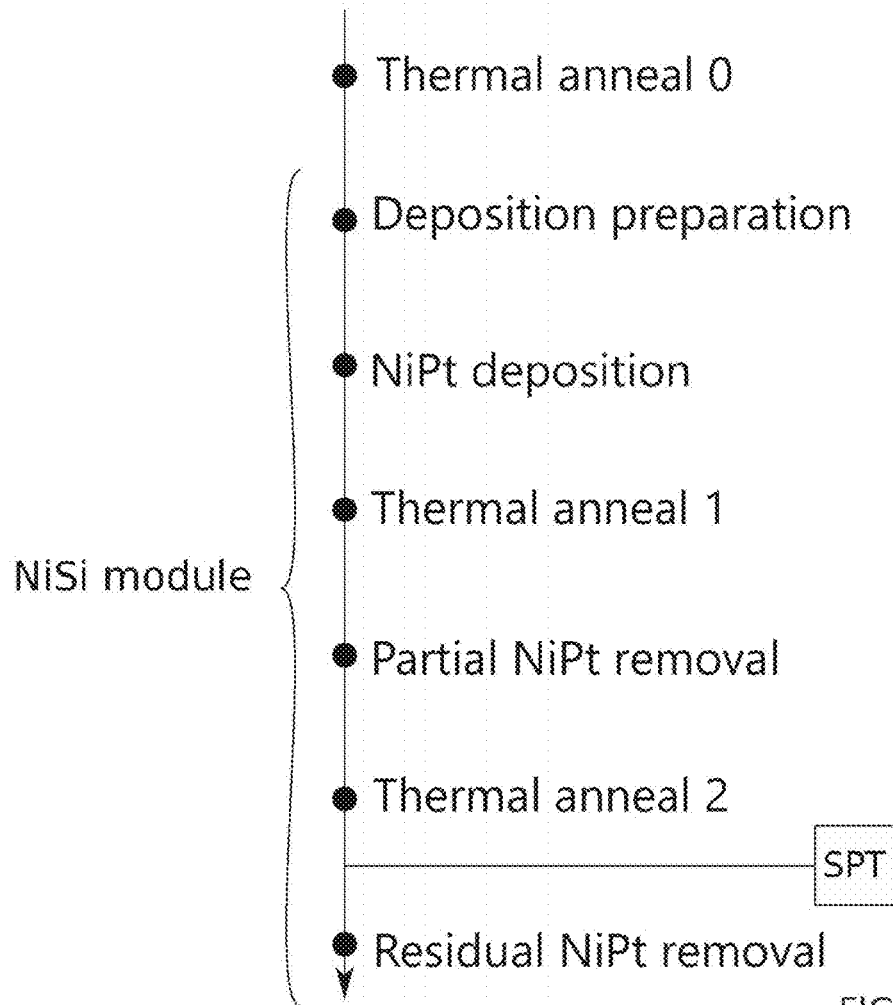 Thermal anneal 0
Deposition preparation
NiPt deposition
Thermal anneal 1
NiSi module
Partial NiPt removal
Thermal anneal 2
SPT
Residual NiPt removal